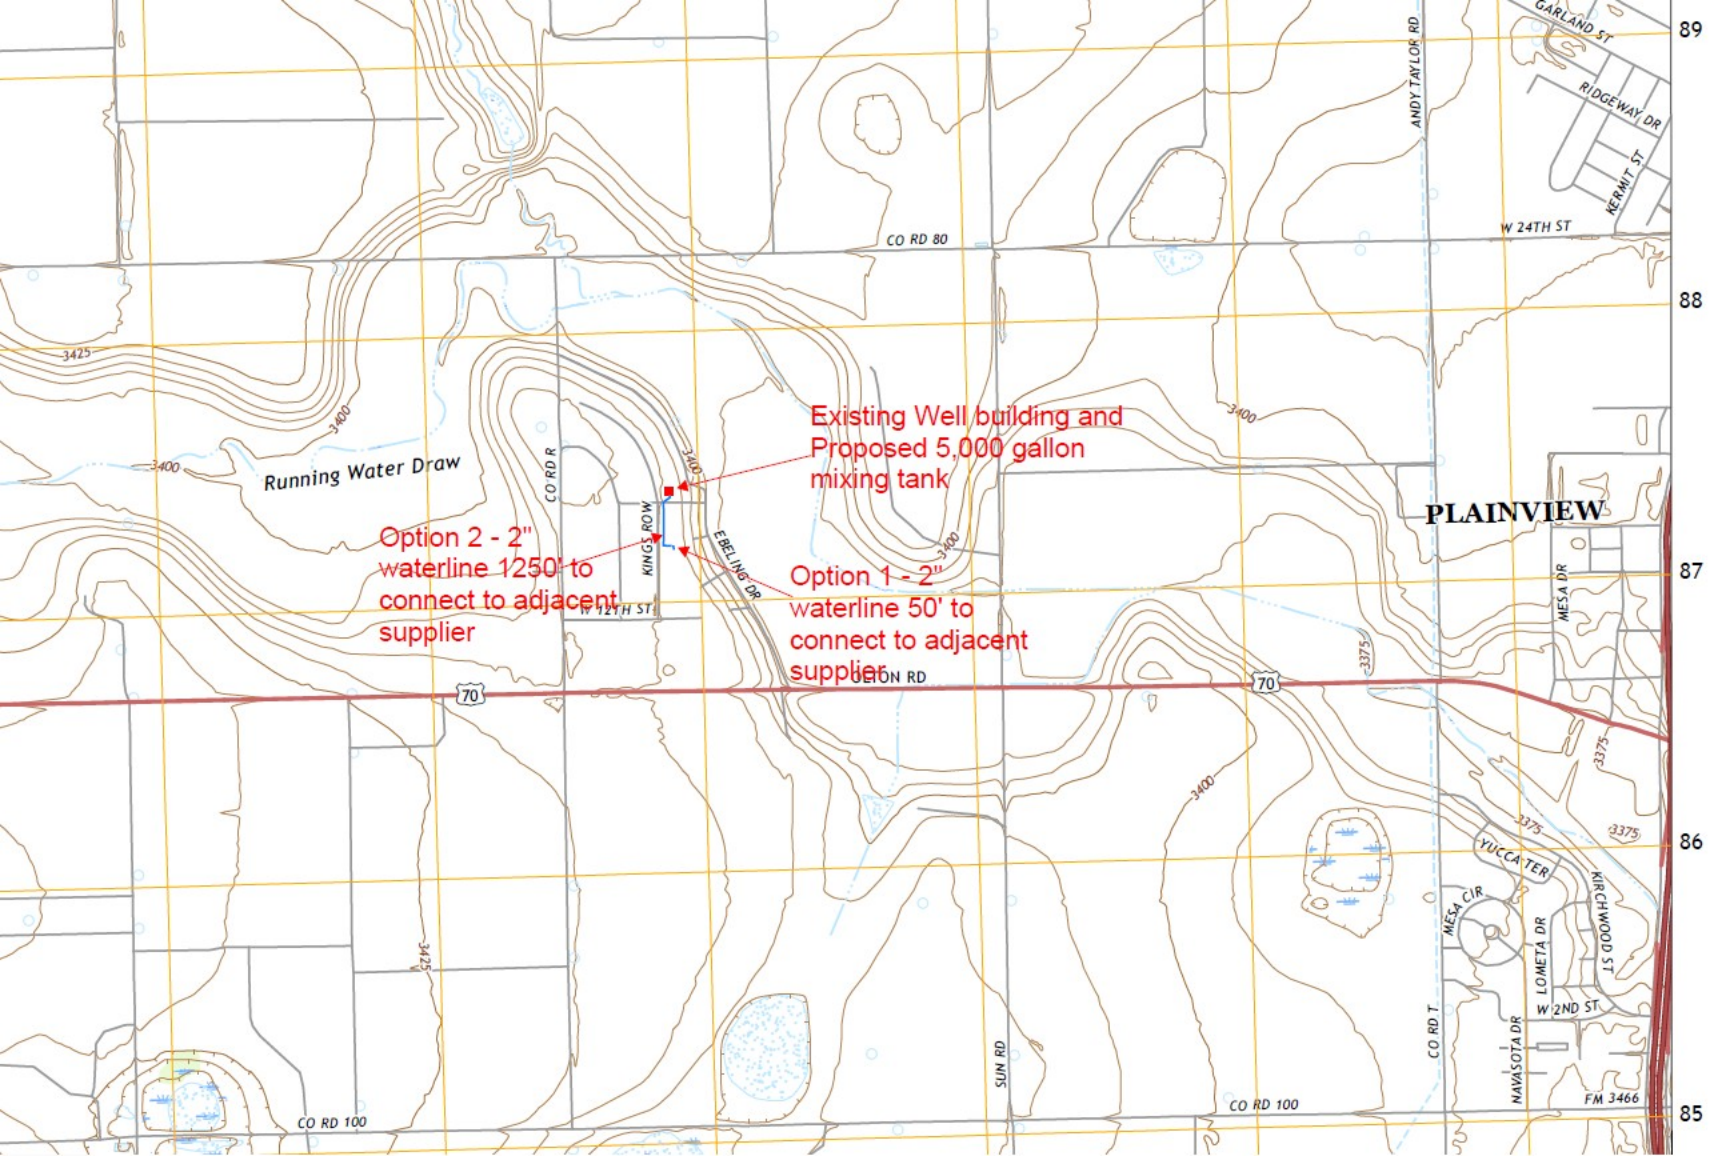 GARLAND ST
89
ANDY TAYLOR RD
RIDGEWAY DR
KERMIT ST
W 24TH ST
CO RD 80
88
3425
3400
3400
Existing Well building and
Proposed 5,000 gallon
mixing tank
3400
3400
Running Water Draw
CO RD R
PLAINVIEW
Option 2 - 2"
waterline 1250' to
connect to adjacent
supplier
KINGS ROW
EBELING DR
3400
Option 1 - 2"
waterline 50' to
connect to adjacent
supplier
87
MESA DR
W 12TH ST
3375
OLTON RD
70
70
3375
3400
3375
3375
86
YUCCA TER
MESA CIR
KIRCHWOOD ST
LOMETA DR
3425
W 2ND ST
CO RD T
NAVASOTA DR
SUN RD
FM 3466
CO RD 100
CO RD 100
85